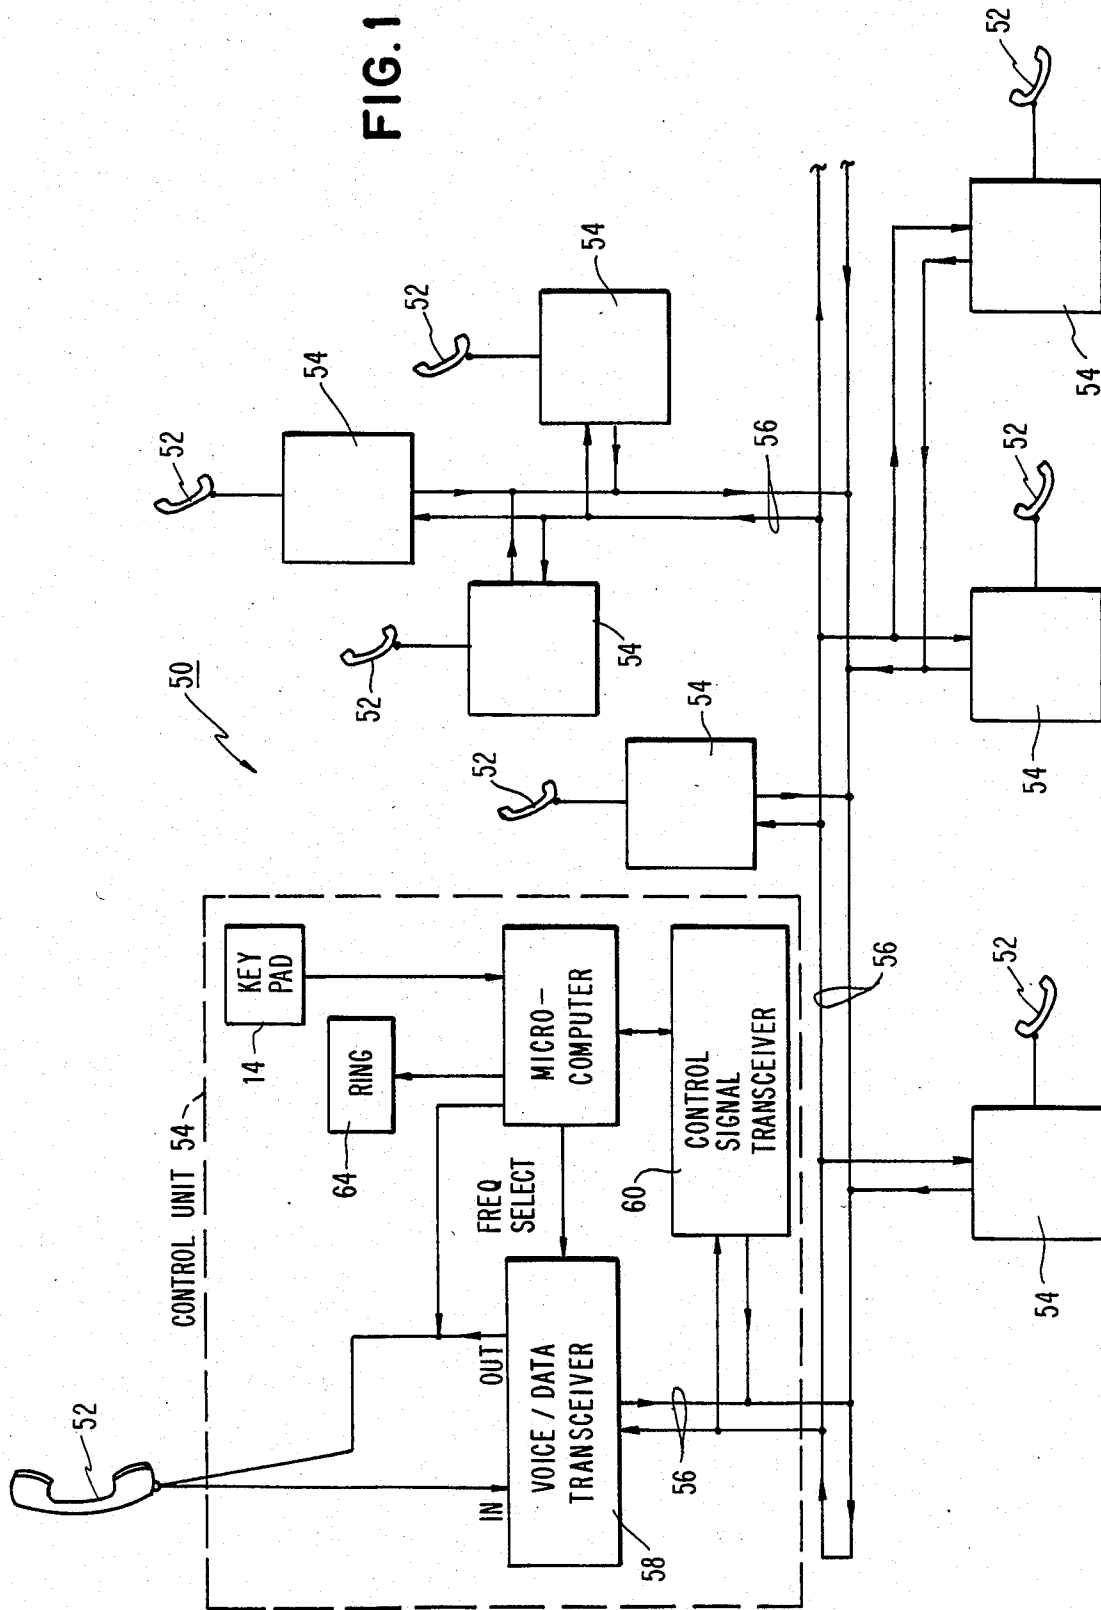 FIG. 1
50
52
CONTROL UNIT 54
KEY
PAD
14
RING
64
MICRO-
COMPUTER
FREQ
SELECT
IN
OUT
VOICE / DATA
TRANSCEIVER
58
CONTROL
SIGNAL
TRANSCEIVER
60
56
52
54
52
54
52
54
52
54
56
56
52
54
52
54
52
54